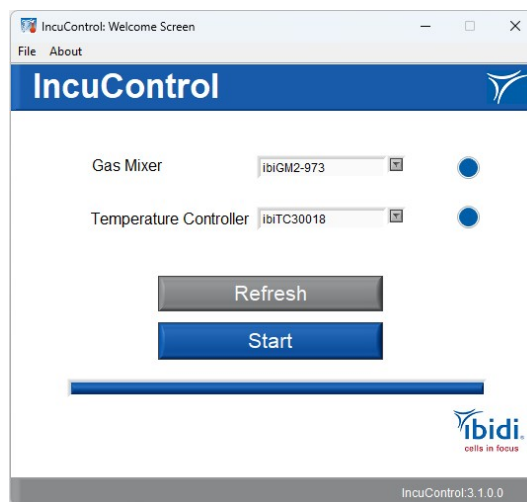 IncuControl: Welcome Screen
File About
IncuControl
Gas Mixer ibiGM2-973
Temperature Controller ibiTC30018
Refresh
Start
ibidi
cells in focus
IncuControl:3.1.0.0